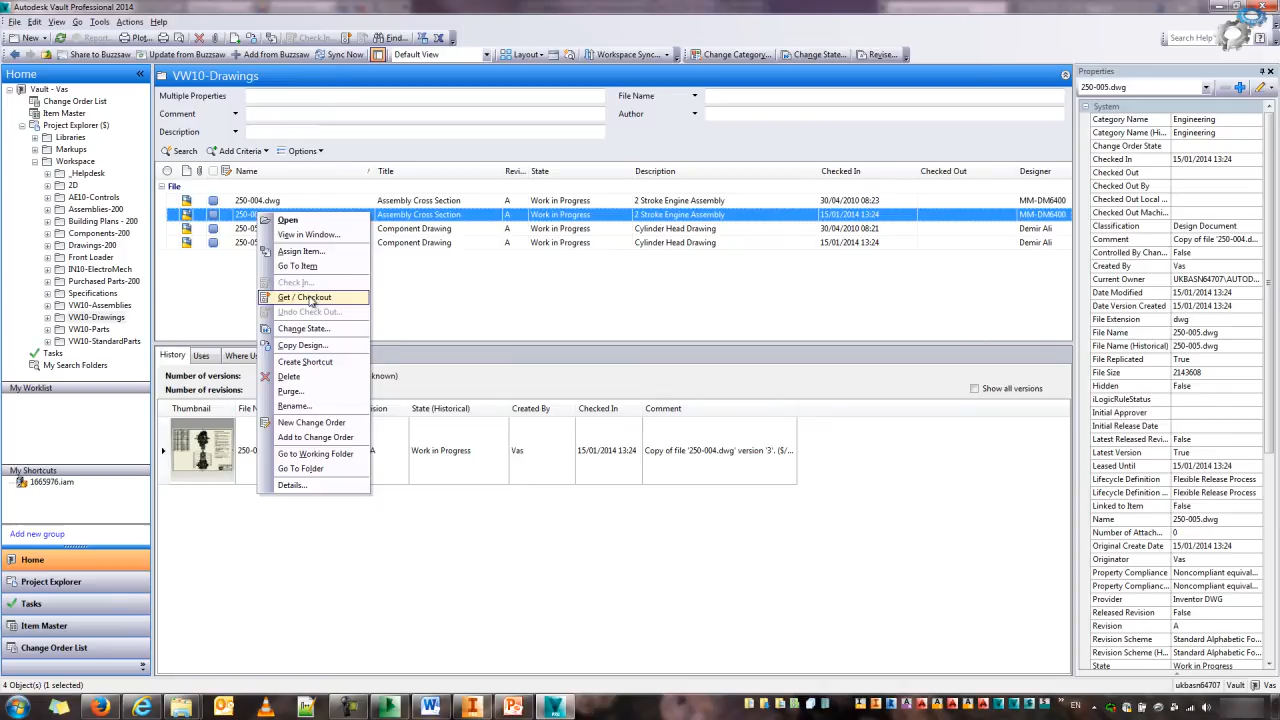 Autodesk Vault Professional 2014
File Edit View Go Tools Actions Help
New Report... Plot... Check In... Find...
Search Help
Share to Buzzsaw Update from Buzzsaw Add from Buzzsaw Sync Now Default View Layout Workspace Sync... Change Category... Change State... Revise...
Home
Vault - Vas
Change Order List
Item Master
Project Explorer ($)
Libraries
Markups
Workspace
_Helpdesk
2D
AE10-Controls
Assemblies-200
Building Plans - 200
Components-200
Drawings-200
Front Loader
IN10-ElectroMech
Purchased Parts-200
Specifications
VW10-Assemblies
VW10-Drawings
VW10-Parts
VW10-StandardParts
Tasks
My Search Folders
My Worklist
My Shortcuts
1665976.iam
Add new group
Home
Project Explorer
Tasks
Item Master
Change Order List
VW10-Drawings
Multiple Properties File Name
Comment Author
Description
Search Add Criteria Options
Name Title Revi... State Description Checked In Checked Out Designer
File
250-004.dwg Assembly Cross Section A Work in Progress 2 Stroke Engine Assembly 30/04/2010 08:23 MM-DM6400
250-0 Assembly Cross Section A Work in Progress 2 Stroke Engine Assembly 15/01/2014 13:24 MM-DM6400
250-0 Component Drawing A Work in Progress Cylinder Head Drawing 30/04/2010 08:21 Demir Ali
250-0 Component Drawing A Work in Progress Cylinder Head Drawing 15/01/2014 13:24 Demir Ali
Open
View in Window...
Assign Item...
Go To Item
Check In...
Get / Checkout
Undo Check Out...
Change State...
Copy Design...
Create Shortcut
Delete
Purge...
Rename...
New Change Order
Add to Change Order
Go to Working Folder
Go To Folder
Details...
History Uses Where Us
Number of versions: known)
Number of revisions: Show all versions
Thumbnail File N ision State (Historical) Created By Checked In Comment
250-0 A Work in Progress Vas 15/01/2014 13:24 Copy of file '250-004.dwg' version '3'. ($/...
Properties
250-005.dwg
System
Category Name Engineering
Category Name (Hi... Engineering
Change Order State
Checked In 15/01/2014 13:24
Checked Out
Checked Out By
Checked Out Local ...
Checked Out Machi...
Classification Design Document
Comment Copy of file '250-004.d...
Controlled By Chan... False
Created By Vas
Data Source UKBASN64707\AUTOD...
Date Modified 15/01/2014 13:24
Date Version Created 15/01/2014 13:24
File Extension dwg
File Name 250-005.dwg
File Name (Historical) 250-005.dwg
File Replicated True
File Size 2143608
Hidden False
iLogicRuleStatus
Initial Approver
Initial Release Date
Latest Released Revi... False
Latest Version True
Leased Until 15/01/2014 13:24
Lifecycle Definition Flexible Release Process
Lifecycle Definition ... Flexible Release Process
Linked to Item False
Name 250-005.dwg
Number of Attach... 0
Original Create Date 15/01/2014 13:24
Originator Vas
Property Compliance Noncompliant equival...
Property Complianc... Noncompliant equival...
Provider Inventor DWG
Released Revision False
Revision A
Revision Scheme Standard Alphabetic Fo...
Revision Scheme (H... Standard Alphabetic Fo...
State Work in Progress
4 Object(s) (1 selected) ukbasn64707 Vault Vas